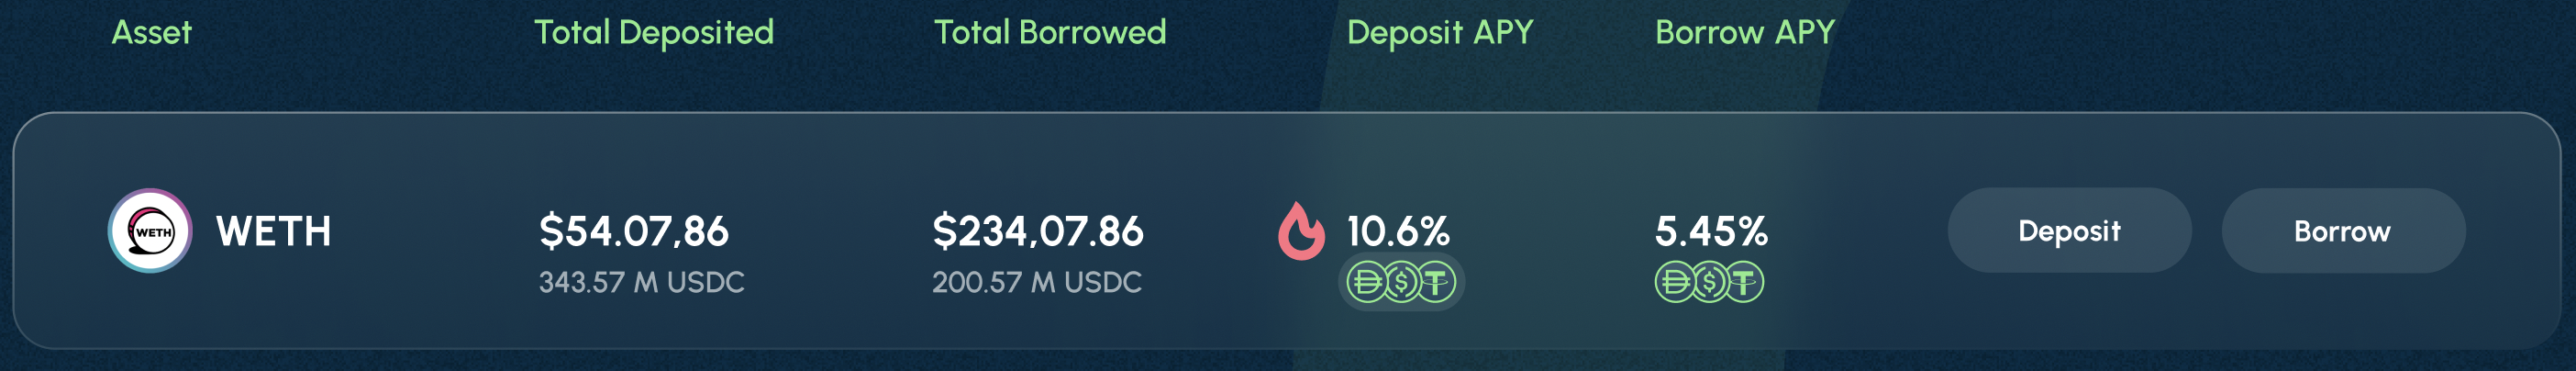 Asset Total Deposited Total Borrowed Deposit APY Borrow APY
WETH WETH $54.07,86 $234,07.86 10.6% 5.45% Deposit Borrow
343.57 M USDC 200.57 M USDC